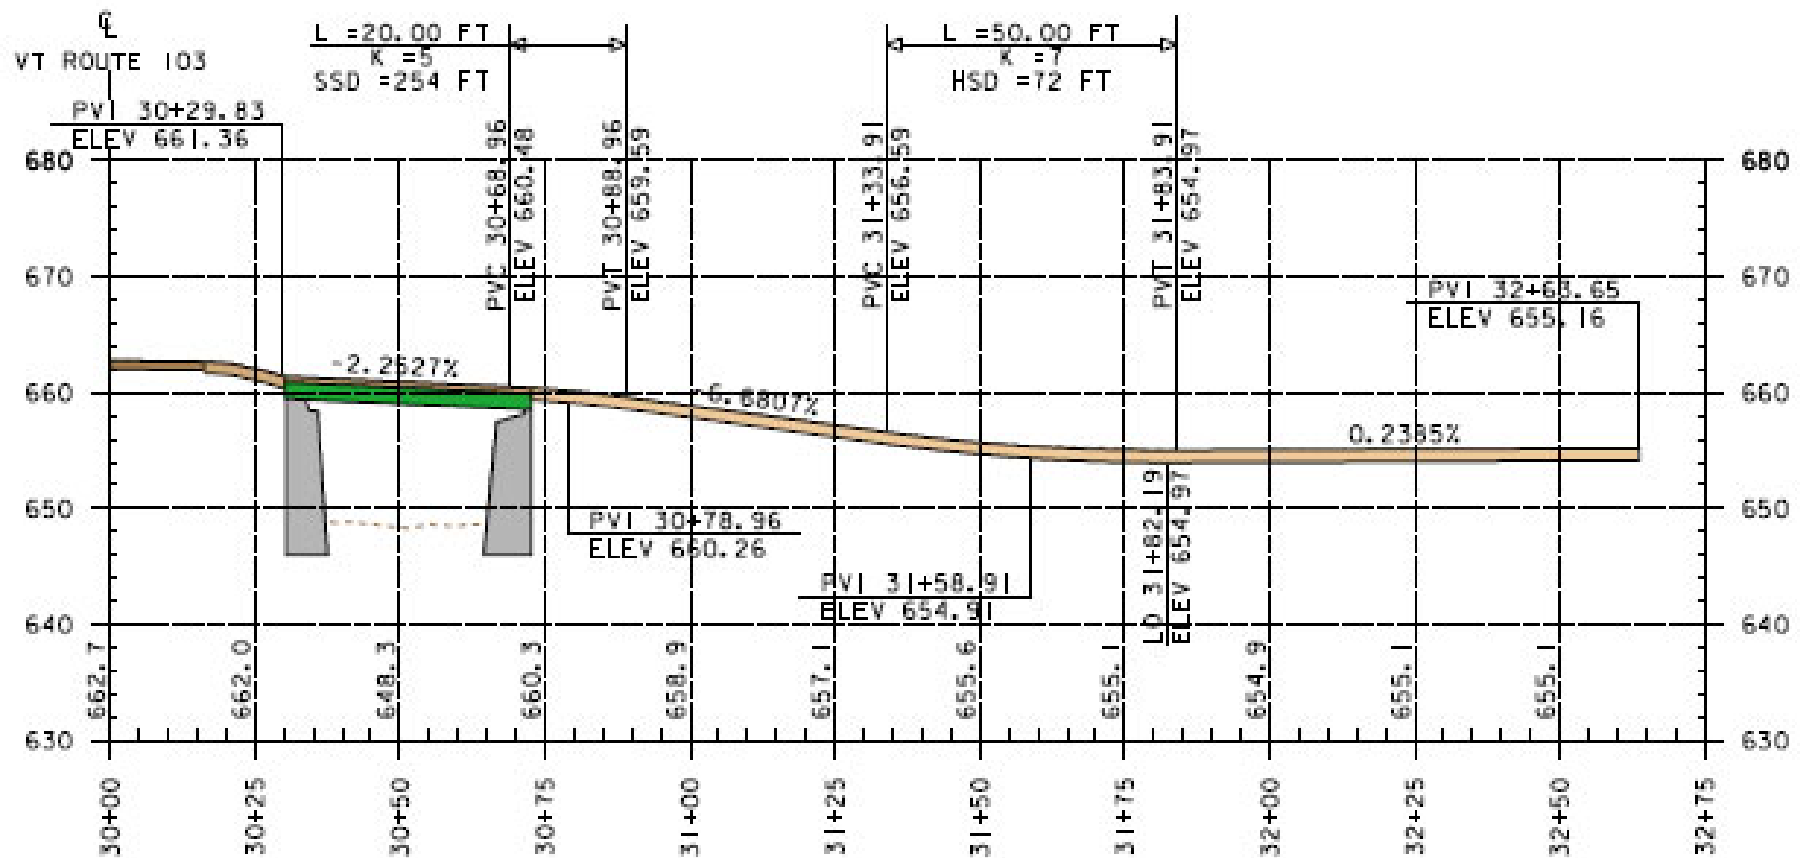 ℄
VT ROUTE 103
L =20.00 FT
K =5
SSD =254 FT
L =50.00 FT
K =7
HSD =72 FT
PVI 30+29.83
ELEV 661.36
PVC 30+68.96
ELEV 660.48
PVT 30+88.96
ELEV 659.59
PVC 31+33.91
ELEV 656.59
PVT 31+83.91
ELEV 654.97
680
680
670
670
PVI 32+63.65
ELEV 655.16
-2.2527%
-6.6807%
0.2385%
660
660
650
650
PVI 30+78.96
ELEV 660.26
PVI 31+58.91
ELEV 654.91
LO 31+82.19
ELEV 654.97
640
640
662.7
662.0
648.3
660.3
658.9
657.1
655.6
655.1
654.9
655.1
655.1
630
630
30+00
30+25
30+50
30+75
31+00
31+25
31+50
31+75
32+00
32+25
32+50
32+75